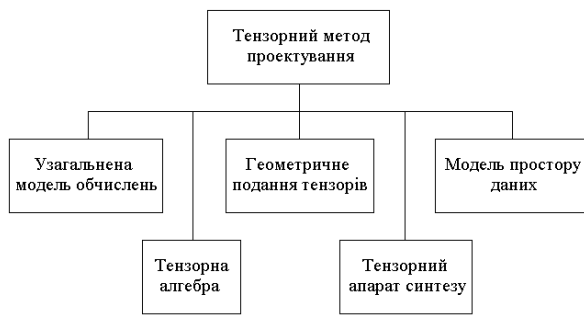 Тензорний метод
проектування
Узагальнена
модель обчислень
Геометричне
подання тензорів
Модель простору
даних
Тензорна
алгебра
Тензорний
апарат синтезу